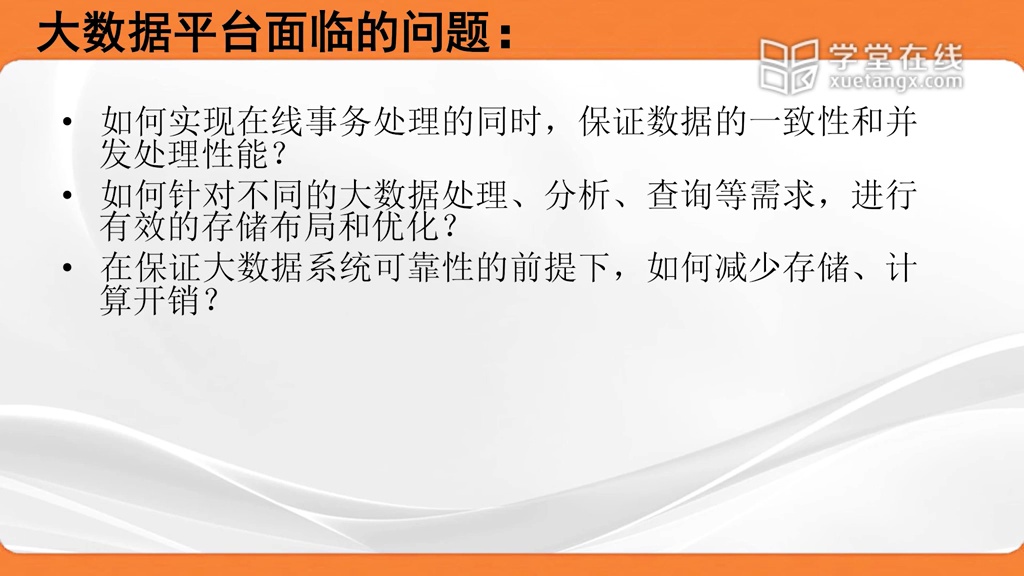 大数据平台面临的问题：
学堂在线
xuetangx.com
• 如何实现在线事务处理的同时，保证数据的一致性和并
发处理性能？
• 如何针对不同的大数据处理、分析、查询等需求，进行
有效的存储布局和优化？
• 在保证大数据系统可靠性的前提下，如何减少存储、计
算开销？